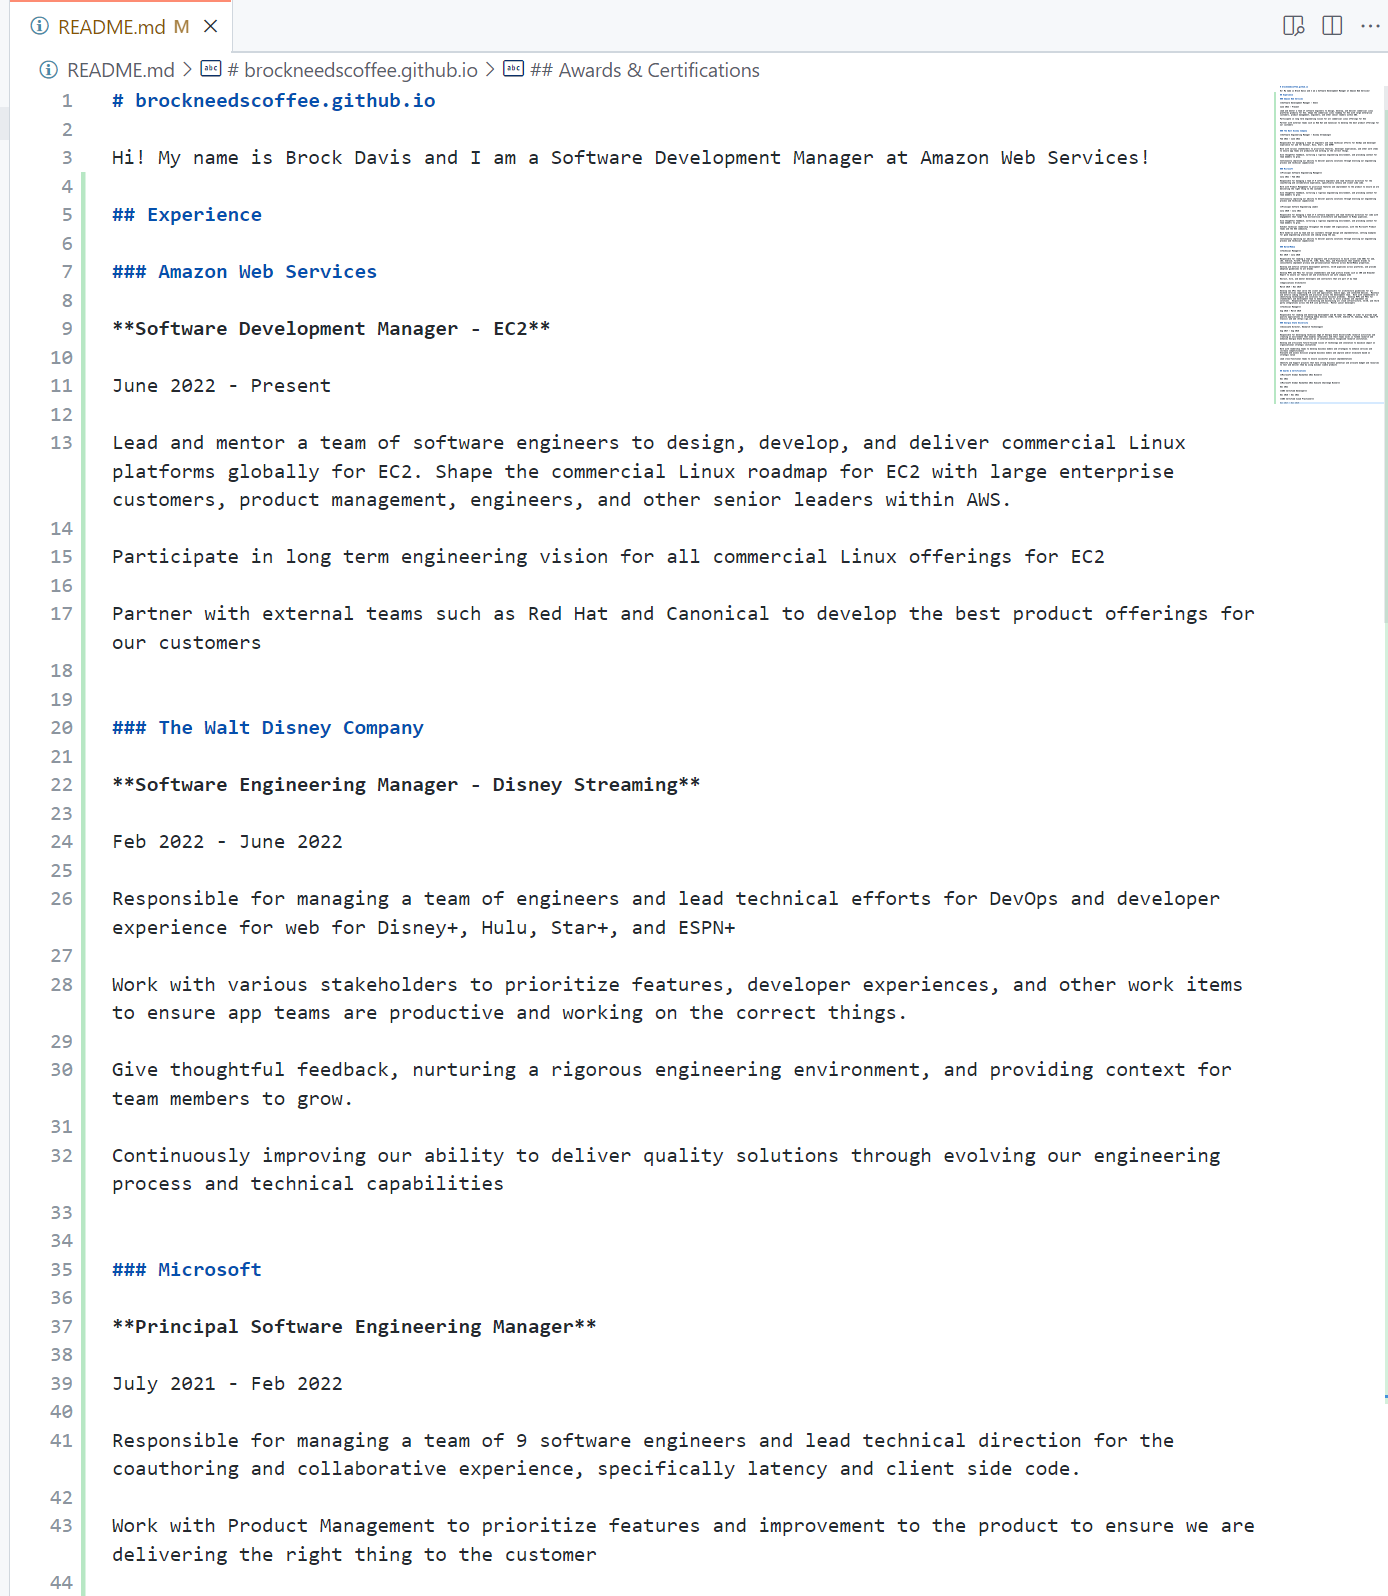 README.md M
README.md > # brockneedscoffee.github.io > ## Awards & Certifications
1 # brockneedscoffee.github.io
2
3 Hi! My name is Brock Davis and I am a Software Development Manager at Amazon Web Services!
4
5 ## Experience
6
7 ### Amazon Web Services
8
9 **Software Development Manager - EC2**
10
11 June 2022 - Present
12
13 Lead and mentor a team of software engineers to design, develop, and deliver commercial Linux
platforms globally for EC2. Shape the commercial Linux roadmap for EC2 with large enterprise
customers, product management, engineers, and other senior leaders within AWS.
14
15 Participate in long term engineering vision for all commercial Linux offerings for EC2
16
17 Partner with external teams such as Red Hat and Canonical to develop the best product offerings for
our customers
18
19
20 ### The Walt Disney Company
21
22 **Software Engineering Manager - Disney Streaming**
23
24 Feb 2022 - June 2022
25
26 Responsible for managing a team of engineers and lead technical efforts for DevOps and developer
experience for web for Disney+, Hulu, Star+, and ESPN+
27
28 Work with various stakeholders to prioritize features, developer experiences, and other work items
to ensure app teams are productive and working on the correct things.
29
30 Give thoughtful feedback, nurturing a rigorous engineering environment, and providing context for
team members to grow.
31
32 Continuously improving our ability to deliver quality solutions through evolving our engineering
process and technical capabilities
33
34
35 ### Microsoft
36
37 **Principal Software Engineering Manager**
38
39 July 2021 - Feb 2022
40
41 Responsible for managing a team of 9 software engineers and lead technical direction for the
coauthoring and collaborative experience, specifically latency and client side code.
42
43 Work with Product Management to prioritize features and improvement to the product to ensure we are
delivering the right thing to the customer
44